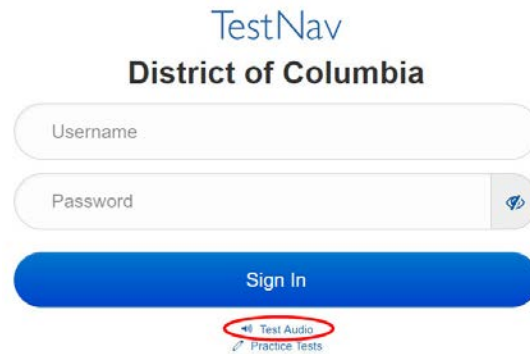 TestNav
District of Columbia
Username
Password
Sign In
Test Audio
Practice Tests